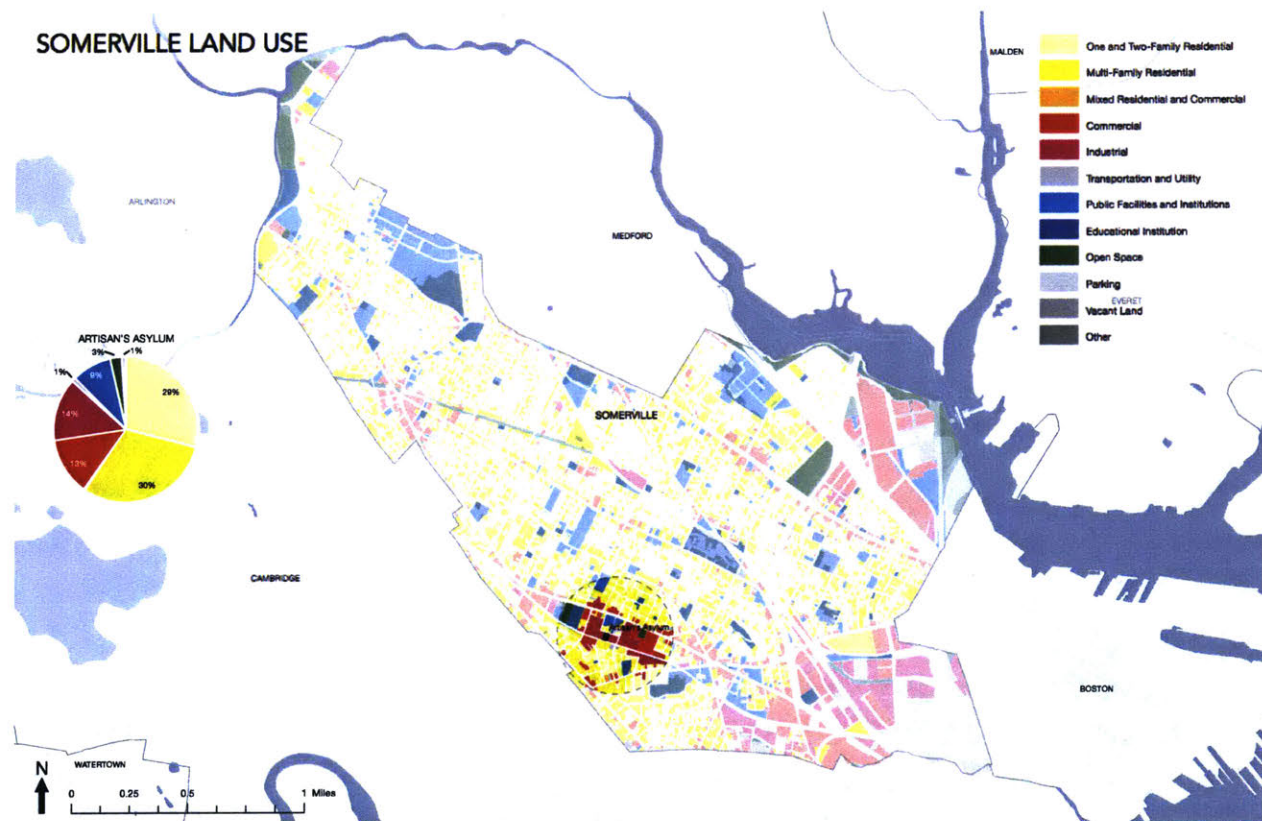 SOMERVILLE LAND USE
MALDEN
One and Two-Family Residential
Multi-Family Residential
Mixed Residential and Commercial
Commercial
Industrial
Transportation and Utility
Public Facilities and Institutions
Educational Institution
Open Space
Parking
EVERET
Vacant Land
Other
ARLINGTON
MEDFORD
ARTISAN'S ASYLUM
3%
1%
1%
9%
29%
14%
13%
30%
SOMERVILLE
CAMBRIDGE
Artisan's Asylum
BOSTON
WATERTOWN
N
0 0.25 0.5 1 Miles